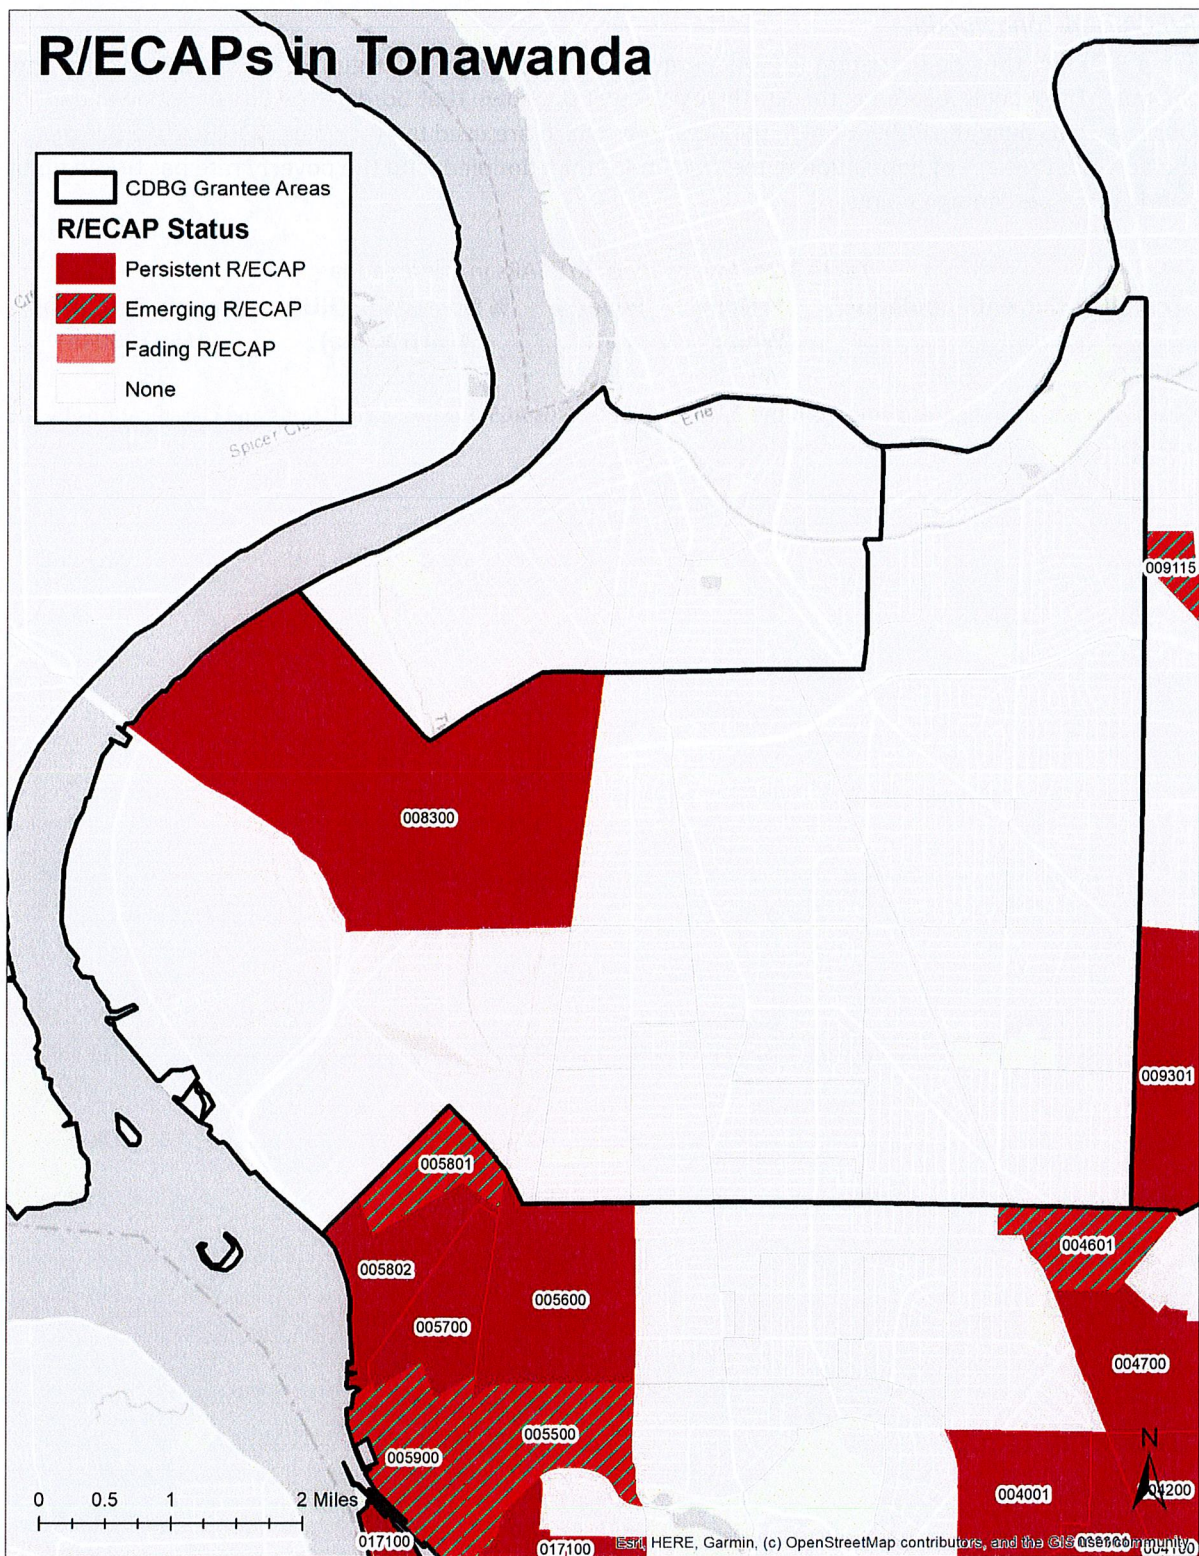 R/ECAPs in Tonawanda
CDBG Grantee Areas
R/ECAP Status
Persistent R/ECAP
Emerging R/ECAP
Fading R/ECAP
None
Erie
Spicer
009115
008300
009301
005801
004601
005802
005600
005700
004700
005500
005900
N
004001
004200
0 0.5 1 2 Miles
017100
017100
Esri, HERE, Garmin, (c) OpenStreetMap contributors, and the GIS user community